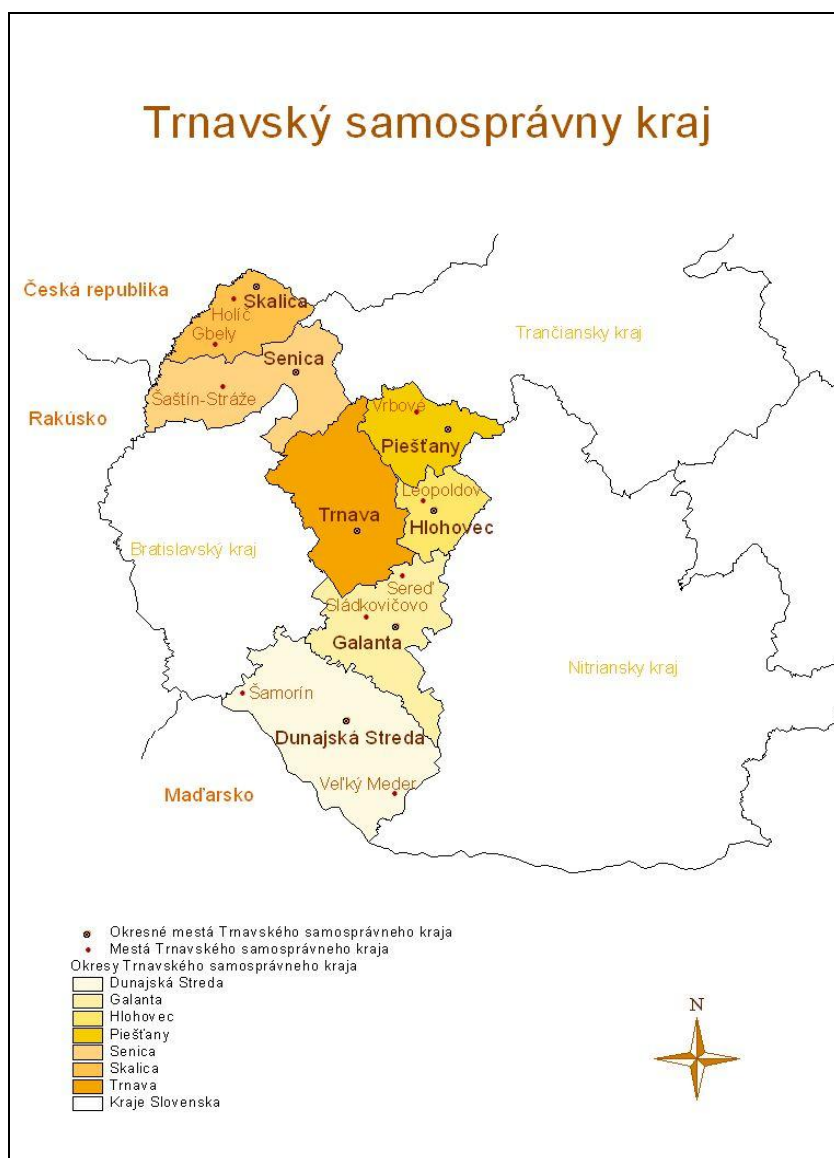 Trnavský samosprávny kraj
Česká republika
Skalica
Holíč
Gbely
Trančiansky kraj
Senica
Šaštín-Stráže
Rakúsko
Vrbové
Piešťany
Leopoldov
Trnava
Hlohovec
Bratislavský kraj
Sereď
Sládkovičovo
Galanta
Nitriansky kraj
Šamorín
Dunajská Streda
Veľký Meder
Maďarsko
Okresné mestá Trnavského samosprávneho kraja
Mestá Trnavského samosprávneho kraja
Okresy Trnavského samosprávneho kraja
Dunajská Streda
Galanta
Hlohovec
Piešťany
Senica
Skalica
Trnava
Kraje Slovenska
N